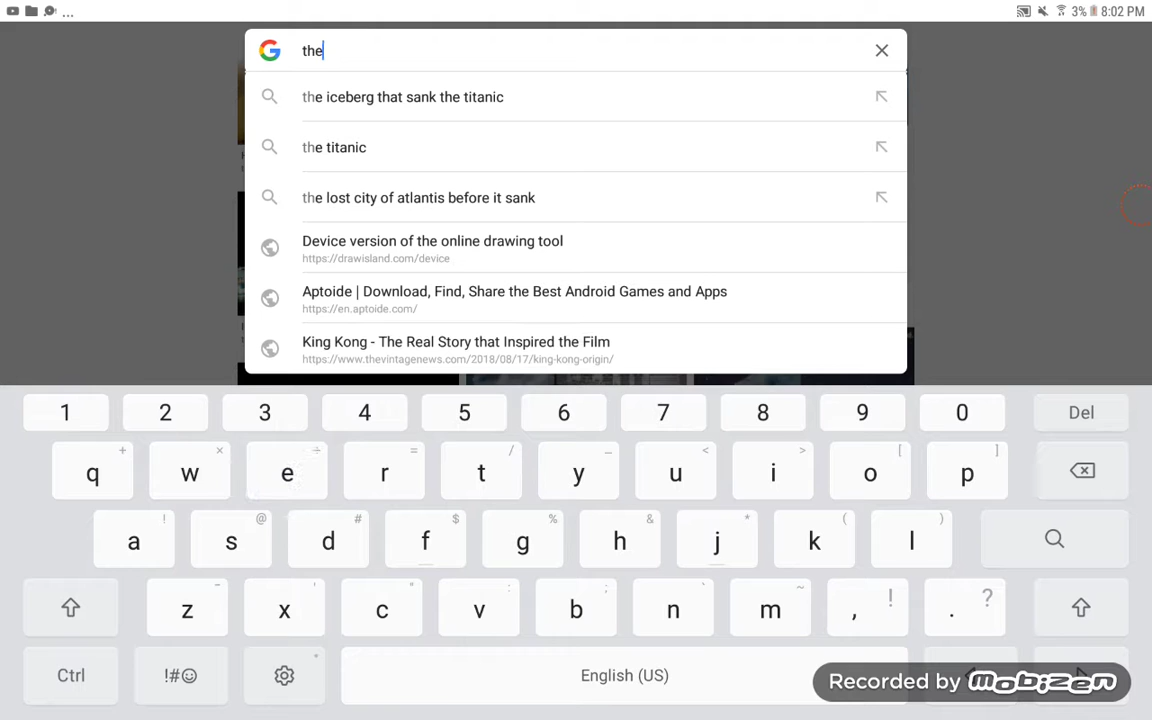 ... 3% 8:02 PM
the
the iceberg that sank the titanic
the titanic
the lost city of atlantis before it sank
Device version of the online drawing tool
https://drawisland.com/device
Aptoide | Download, Find, Share the Best Android Games and Apps
https://en.aptoide.com/
King Kong - The Real Story that Inspired the Film
https://www.thevintagenews.com/2018/08/17/king-kong-origin/
1 2 3 4 5 6 7 8 9 0 Del
+ × ÷ = / _ < > [ ]
q w e r t y u i o p
! @ # $ % & * ( )
a s d f g h j k l
- ' " : ; ` ~ ! ?
z x c v b n m , .
Ctrl !#☺ English (US)
Recorded by mobizen